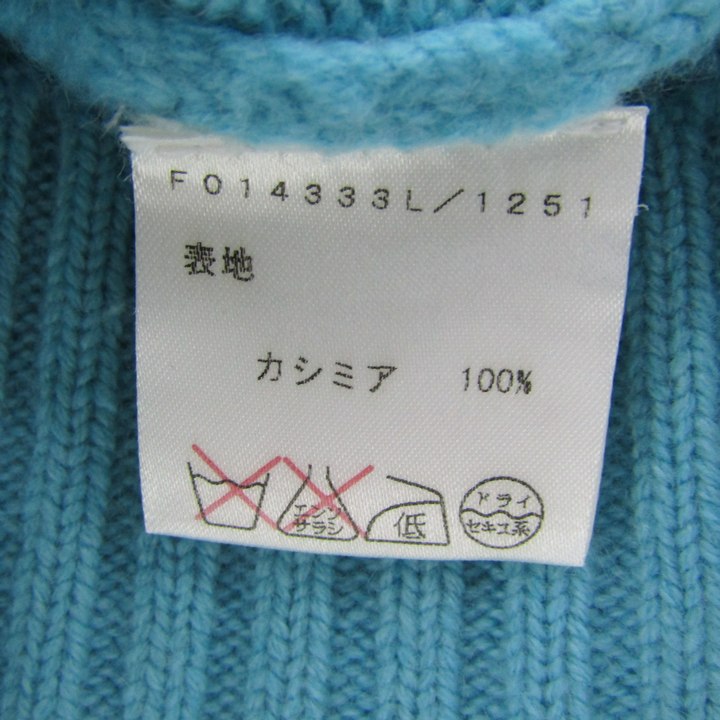 F014333L/1251
表地
カシミア 100%
エンソ
サラシ
低
ドライ
セキユ系